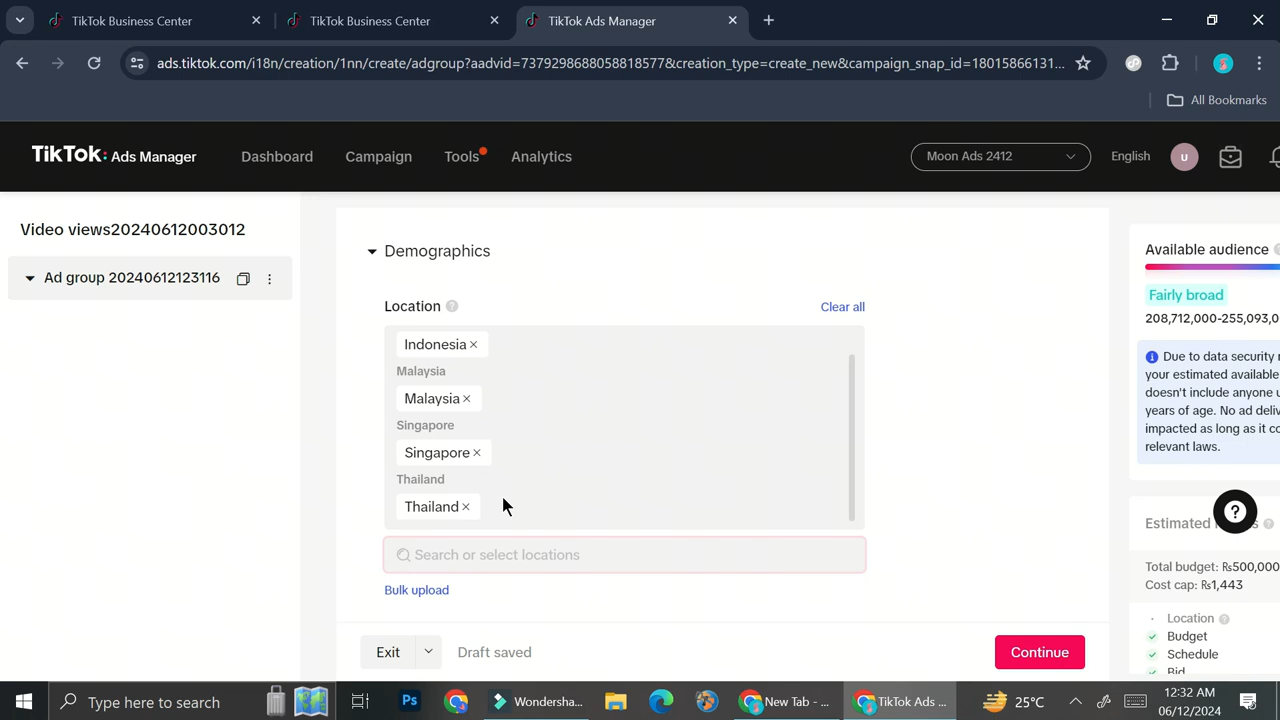 TikTok Business Center
TikTok Business Center
TikTok Ads Manager
ads.tiktok.com/i18n/creation/1nn/create/adgroup?aadvid=7379298688058818577&creation_type=create_new&campaign_snap_id=18015866131...
All Bookmarks
TikTok: Ads Manager
Dashboard
Campaign
Tools
Analytics
Moon Ads 2412
English
U
Video views20240612003012
Ad group 20240612123116
Demographics
Location
Clear all
Indonesia ×
Malaysia
Malaysia ×
Singapore
Singapore ×
Thailand
Thailand ×
Search or select locations
Bulk upload
Exit
Draft saved
Continue
Available audience
Fairly broad
208,712,000-255,093,0
Due to data security r
your estimated available
doesn't include anyone u
years of age. No ad deliv
impacted as long as it co
relevant laws.
Estimated
Total budget: ₨500,000
Cost cap: ₨1,443
Location
Budget
Schedule
Bid
Type here to search
Ps
Wondersha...
New Tab - ...
TikTok Ads ...
25°C
12:32 AM
06/12/2024